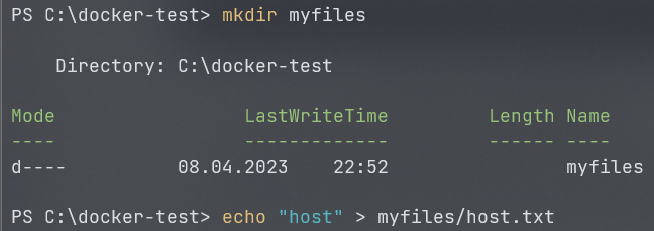 PS C:\docker-test> mkdir myfiles
Directory: C:\docker-test
Mode LastWriteTime Length Name
---- ------------- ------ ----
d---- 08.04.2023 22:52 myfiles
PS C:\docker-test> echo "host" > myfiles/host.txt